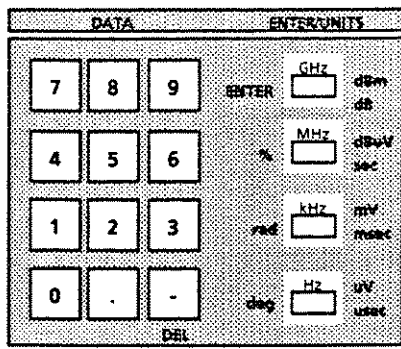 DATA ENTER/UNITS
7 8 9 ENTER GHz dBm
dB
4 5 6 % MHz dBuV
sec
1 2 3 rad kHz mV
msec
0 . - deg Hz uV
usec
DEL